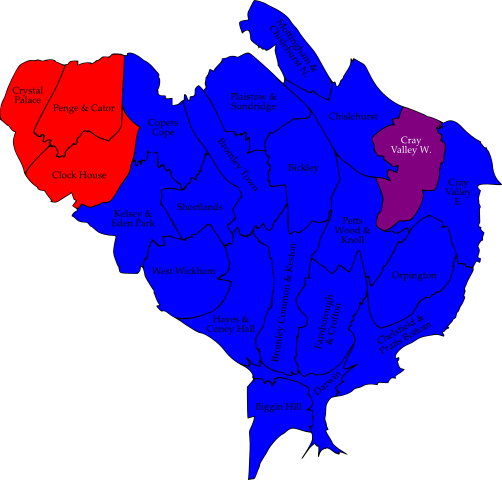 Mottingham &
Chislehurst N.
Crystal
Palace
Penge & Cator
Plaistow &
Sundridge
Chislehurst
Copers
Cope
Cray
Valley W.
Bromley Town
Bickley
Clock House
Cray
Valley
E.
Shortlands
Kelsey &
Eden Park
Wood &
Knoll
West Wickham
Orpington
Bromley Common & Keston
Farnborough
& Crofton
Hayes &
Coney Hall
Chelsfield &
Pratts Bottom
Darwin
Biggin Hill